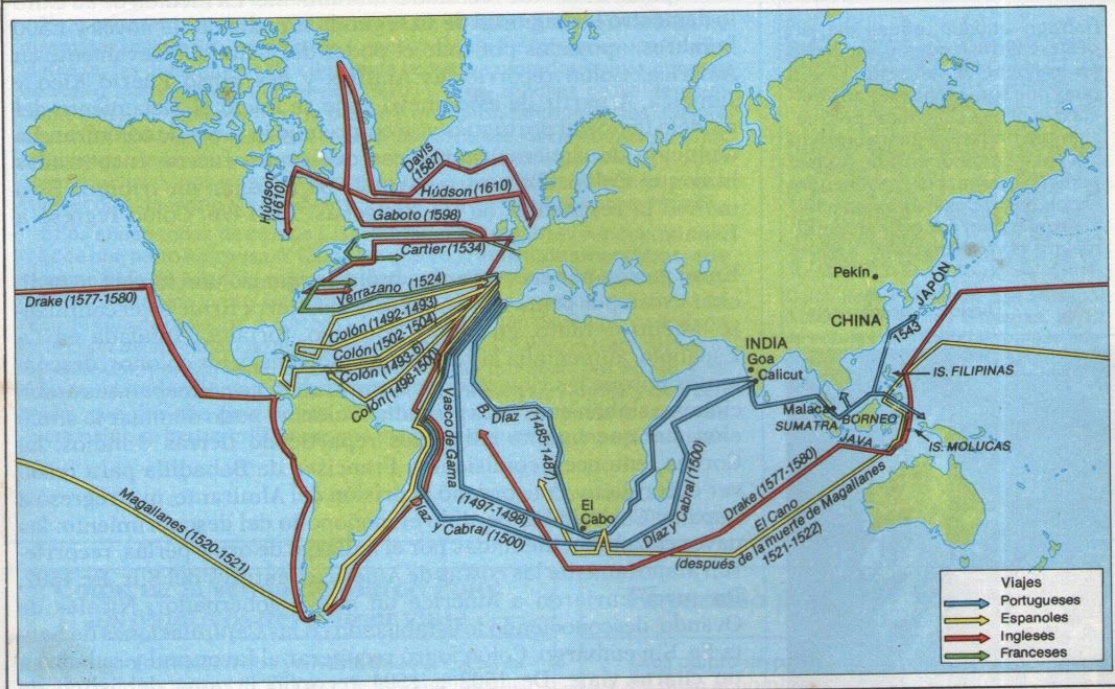 Davis
(1587)
Húdson
(1610)
Húdson (1610)
Gaboto (1598)
Cartier (1534)
Verrazano (1524)
Drake (1577-1580)
Colón (1492-1493)
Colón (1502-1504)
Colón (1493-6)
Colón (1498-1500)
Pekín
JAPÓN
CHINA
1543
INDIA
Goa
Calicut
IS. FILIPINAS
Malaca
BORNEO
SUMATRA
JAVA
IS. MOLUCAS
Vasco de Gama
(1497-1498)
B. Díaz
(1485-1487)
El
Cabo
Díaz y Cabral (1500)
Díaz y Cabral (1500)
Drake (1577-1580)
El Cano
(después de la muerte de Magallanes)
1521-1522
Magallanes (1520-1521)
Viajes
Portugueses
Espanoles
Ingleses
Franceses